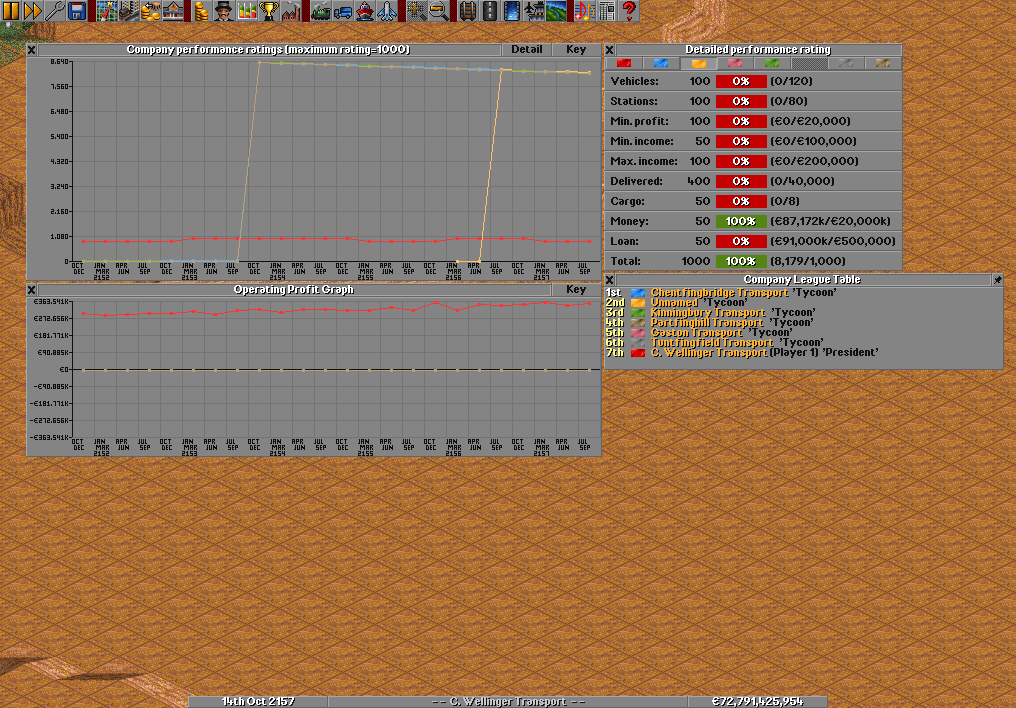 Company performance ratings (maximum rating=1000) Detail Key
8,640
7,560
6,480
5,400
4,320
3,240
2,160
1,080
0
OCT DEC JAN MAR 2152 APR JUN JUL SEP OCT DEC JAN MAR 2153 APR JUN JUL SEP OCT DEC JAN MAR 2154 APR JUN JUL SEP OCT DEC JAN MAR 2155 APR JUN JUL SEP OCT DEC JAN MAR 2156 APR JUN JUL SEP OCT DEC JAN MAR 2157 APR JUN JUL SEP
Operating Profit Graph Key
€363,541K
€272,656K
€181,771K
€90,885K
€0
-€90,885K
-€181,771K
-€272,656K
-€363,541K
OCT DEC JAN MAR 2152 APR JUN JUL SEP OCT DEC JAN MAR 2153 APR JUN JUL SEP OCT DEC JAN MAR 2154 APR JUN JUL SEP OCT DEC JAN MAR 2155 APR JUN JUL SEP OCT DEC JAN MAR 2156 APR JUN JUL SEP OCT DEC JAN MAR 2157 APR JUN JUL SEP
Detailed performance rating
Vehicles: 100 0% (0/120)
Stations: 100 0% (0/80)
Min. profit: 100 0% (€0/€20,000)
Min. income: 50 0% (€0/€100,000)
Max. income: 100 0% (€0/€200,000)
Delivered: 400 0% (0/40,000)
Cargo: 50 0% (0/8)
Money: 50 100% (€87,172k/€20,000k)
Loan: 50 0% (€91,000k/€500,000)
Total: 1000 100% (8,179/1,000)
Company League Table
1st Chentfingbridge Transport 'Tycoon'
2nd Unnamed 'Tycoon'
3rd Kinningbury Transport 'Tycoon'
4th Partfinghill Transport 'Tycoon'
5th Gaston Transport 'Tycoon'
6th Tuntfingfield Transport 'Tycoon'
7th C. Wellinger Transport (Player 1) 'President'
14th Oct 2157 -- C. Wellinger Transport -- €72,791,425,954